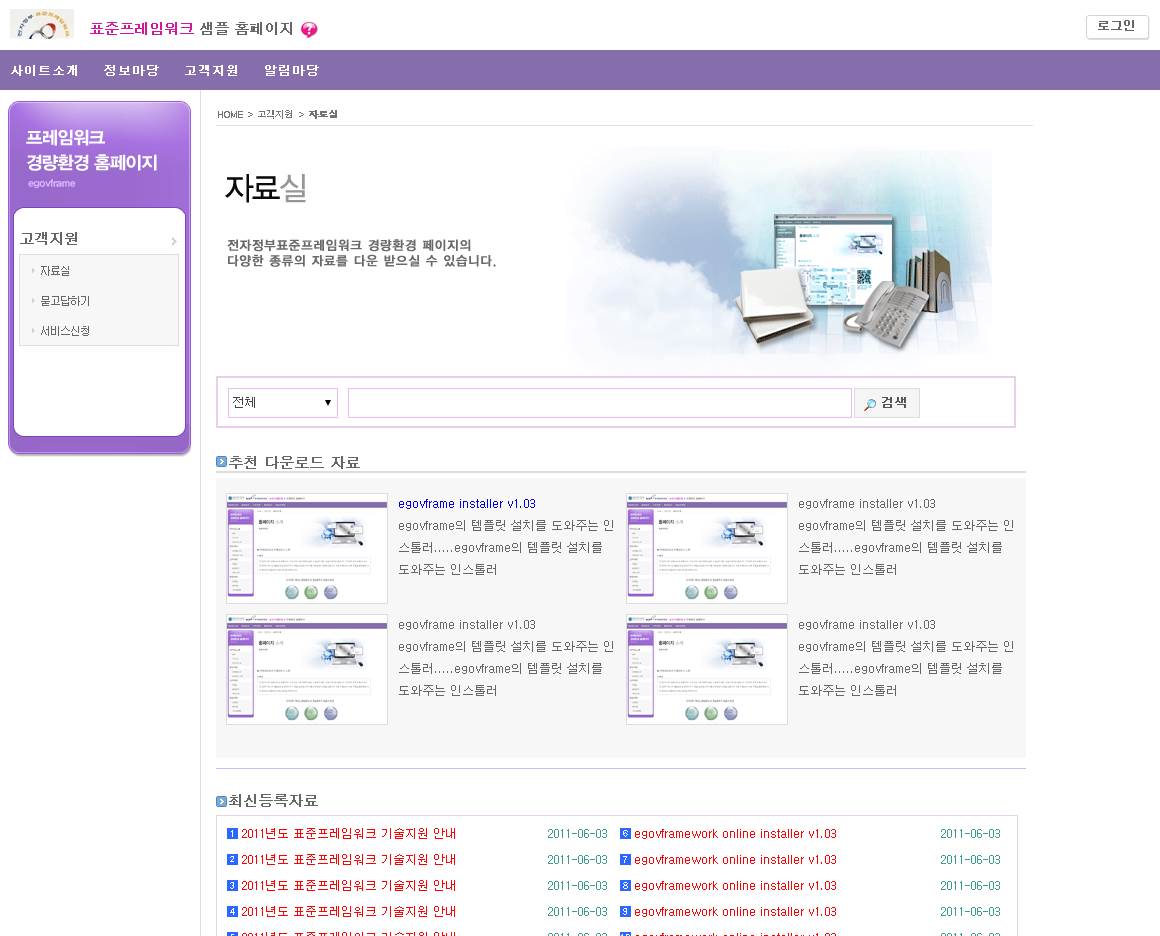 표준프레임워크 샘플 홈페이지
로그인
사이트소개 정보마당 고객지원 알림마당
프레임워크
경량환경 홈페이지
egovframe
고객지원
자료실
묻고답하기
서비스신청
HOME > 고객지원 > 자료실
자료실
전자정부표준프레임워크 경량환경 페이지의
다양한 종류의 자료를 다운 받으실 수 있습니다.
전체
검색
추천 다운로드 자료
egovframe installer v1.03
egovframe의 템플릿 설치를 도와주는 인
스톨러.....egovframe의 템플릿 설치를
도와주는 인스톨러
egovframe installer v1.03
egovframe의 템플릿 설치를 도와주는 인
스톨러.....egovframe의 템플릿 설치를
도와주는 인스톨러
egovframe installer v1.03
egovframe의 템플릿 설치를 도와주는 인
스톨러.....egovframe의 템플릿 설치를
도와주는 인스톨러
egovframe installer v1.03
egovframe의 템플릿 설치를 도와주는 인
스톨러.....egovframe의 템플릿 설치를
도와주는 인스톨러
최신등록자료
1 2011년도 표준프레임워크 기술지원 안내 2011-06-03
2 2011년도 표준프레임워크 기술지원 안내 2011-06-03
3 2011년도 표준프레임워크 기술지원 안내 2011-06-03
4 2011년도 표준프레임워크 기술지원 안내 2011-06-03
6 egovframework online installer v1.03 2011-06-03
7 egovframework online installer v1.03 2011-06-03
8 egovframework online installer v1.03 2011-06-03
9 egovframework online installer v1.03 2011-06-03